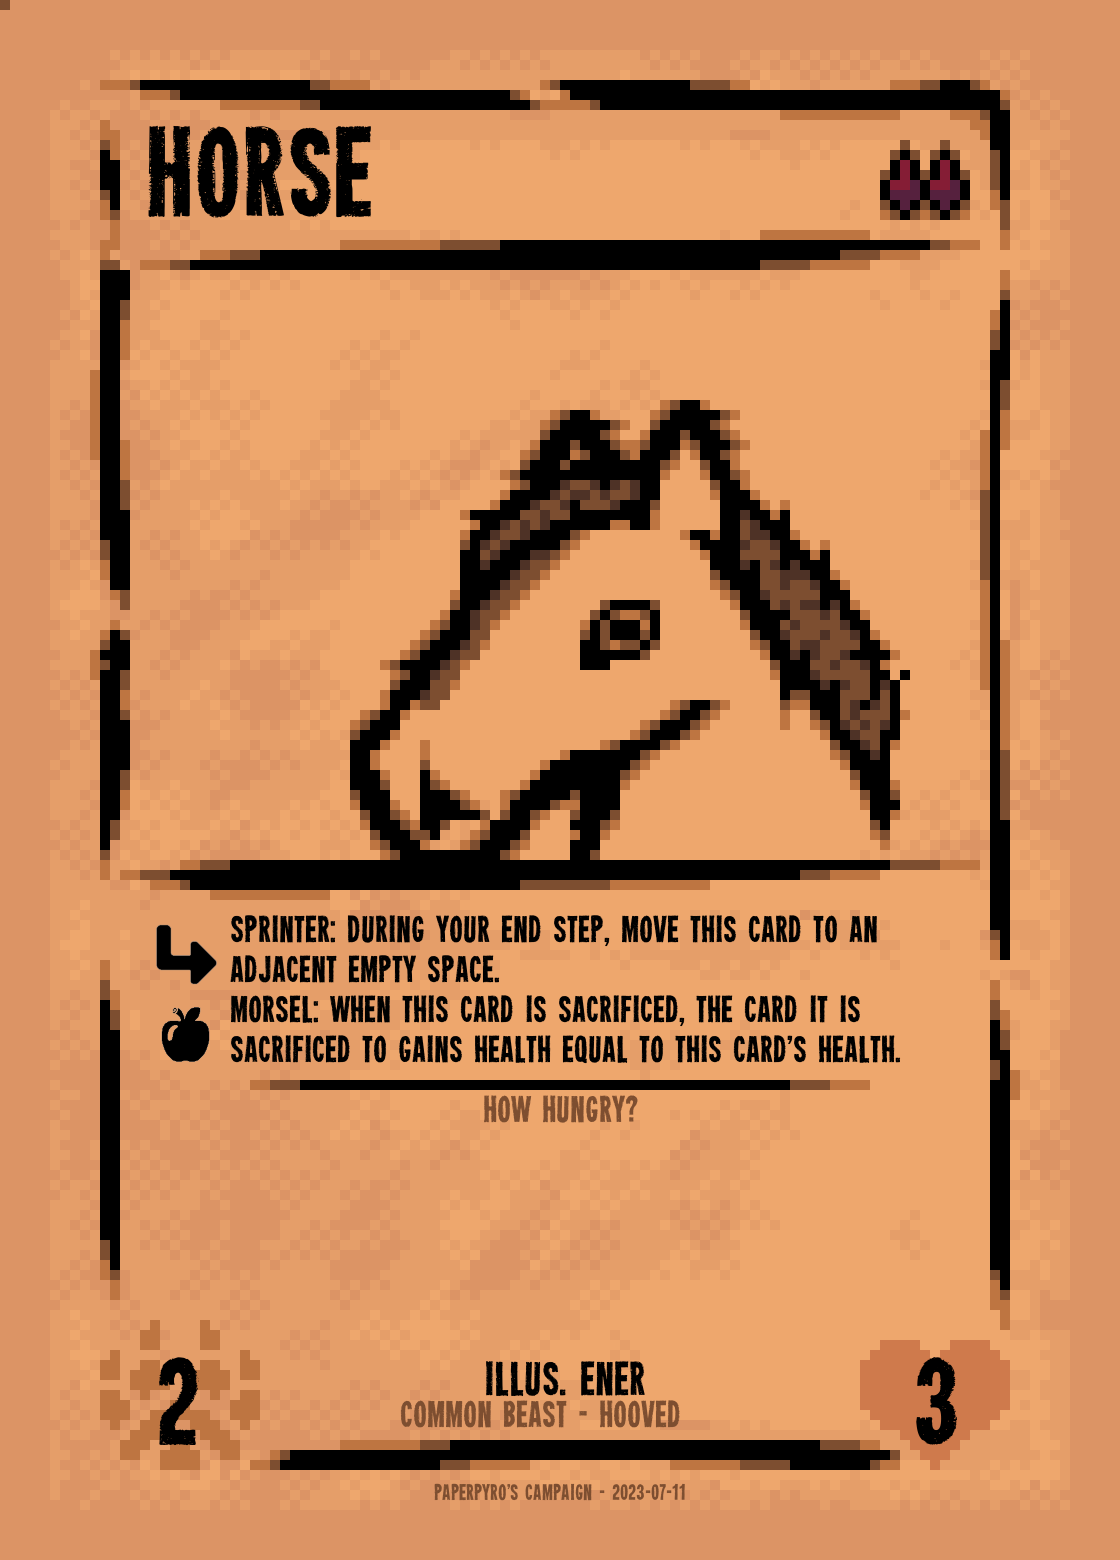 HORSE
SPRINTER: DURING YOUR END STEP, MOVE THIS CARD TO AN
ADJACENT EMPTY SPACE.
MORSEL: WHEN THIS CARD IS SACRIFICED, THE CARD IT IS
SACRIFICED TO GAINS HEALTH EQUAL TO THIS CARD'S HEALTH.
HOW HUNGRY?
2
ILLUS. ENER
3
COMMON BEAST - HOOVED
PAPERPYRO'S CAMPAIGN - 2023-07-11